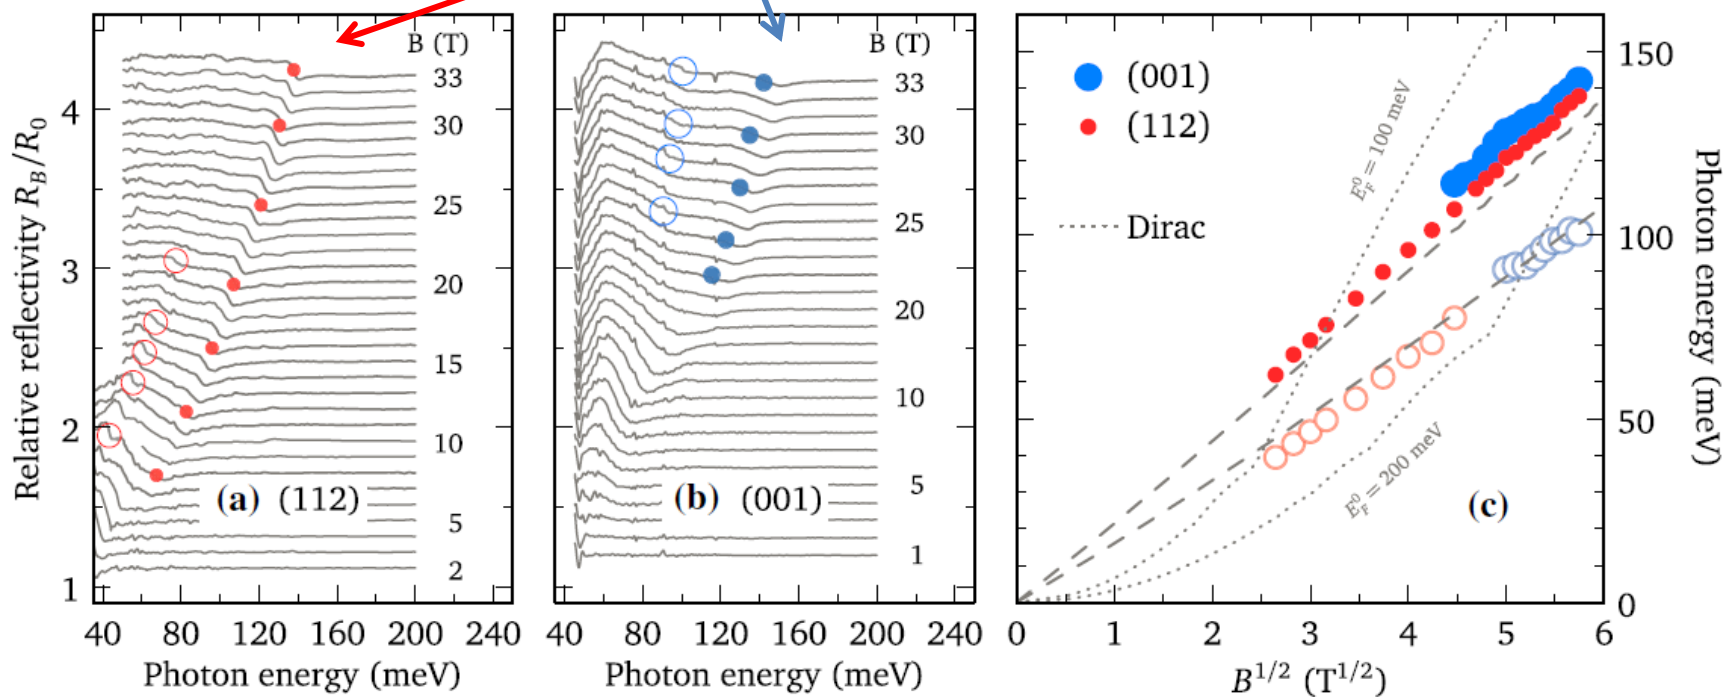 Relative reflectivity R_B/R_0
4
3
2
1
B (T)
33
30
25
20
15
10
5
2
(a) (112)
40 80 120 160 200 240
Photon energy (meV)
B (T)
33
30
25
20
10
5
1
(b) (001)
40 80 120 160 200 240
Photon energy (meV)
(001)
(112)
Dirac
E_F^0 = 100 meV
E_F^0 = 200 meV
(c)
150
100
50
0
Photon energy (meV)
0 1 2 3 4 5 6
B^{1/2} (T^{1/2})